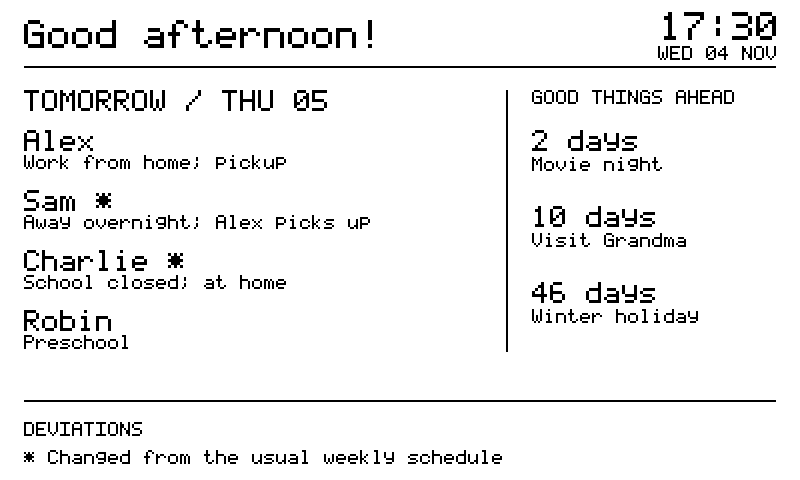 Good afternoon!
17:30
WED 04 NOV
TOMORROW / THU 05
Alex
Work from home; Pickup
Sam *
Away overnight; Alex Picks up
Charlie *
School closed; at home
Robin
Preschool
GOOD THINGS AHEAD
2 days
Movie night
10 days
Visit Grandma
46 days
Winter holiday
DEVIATIONS
* Changed from the usual weekly schedule